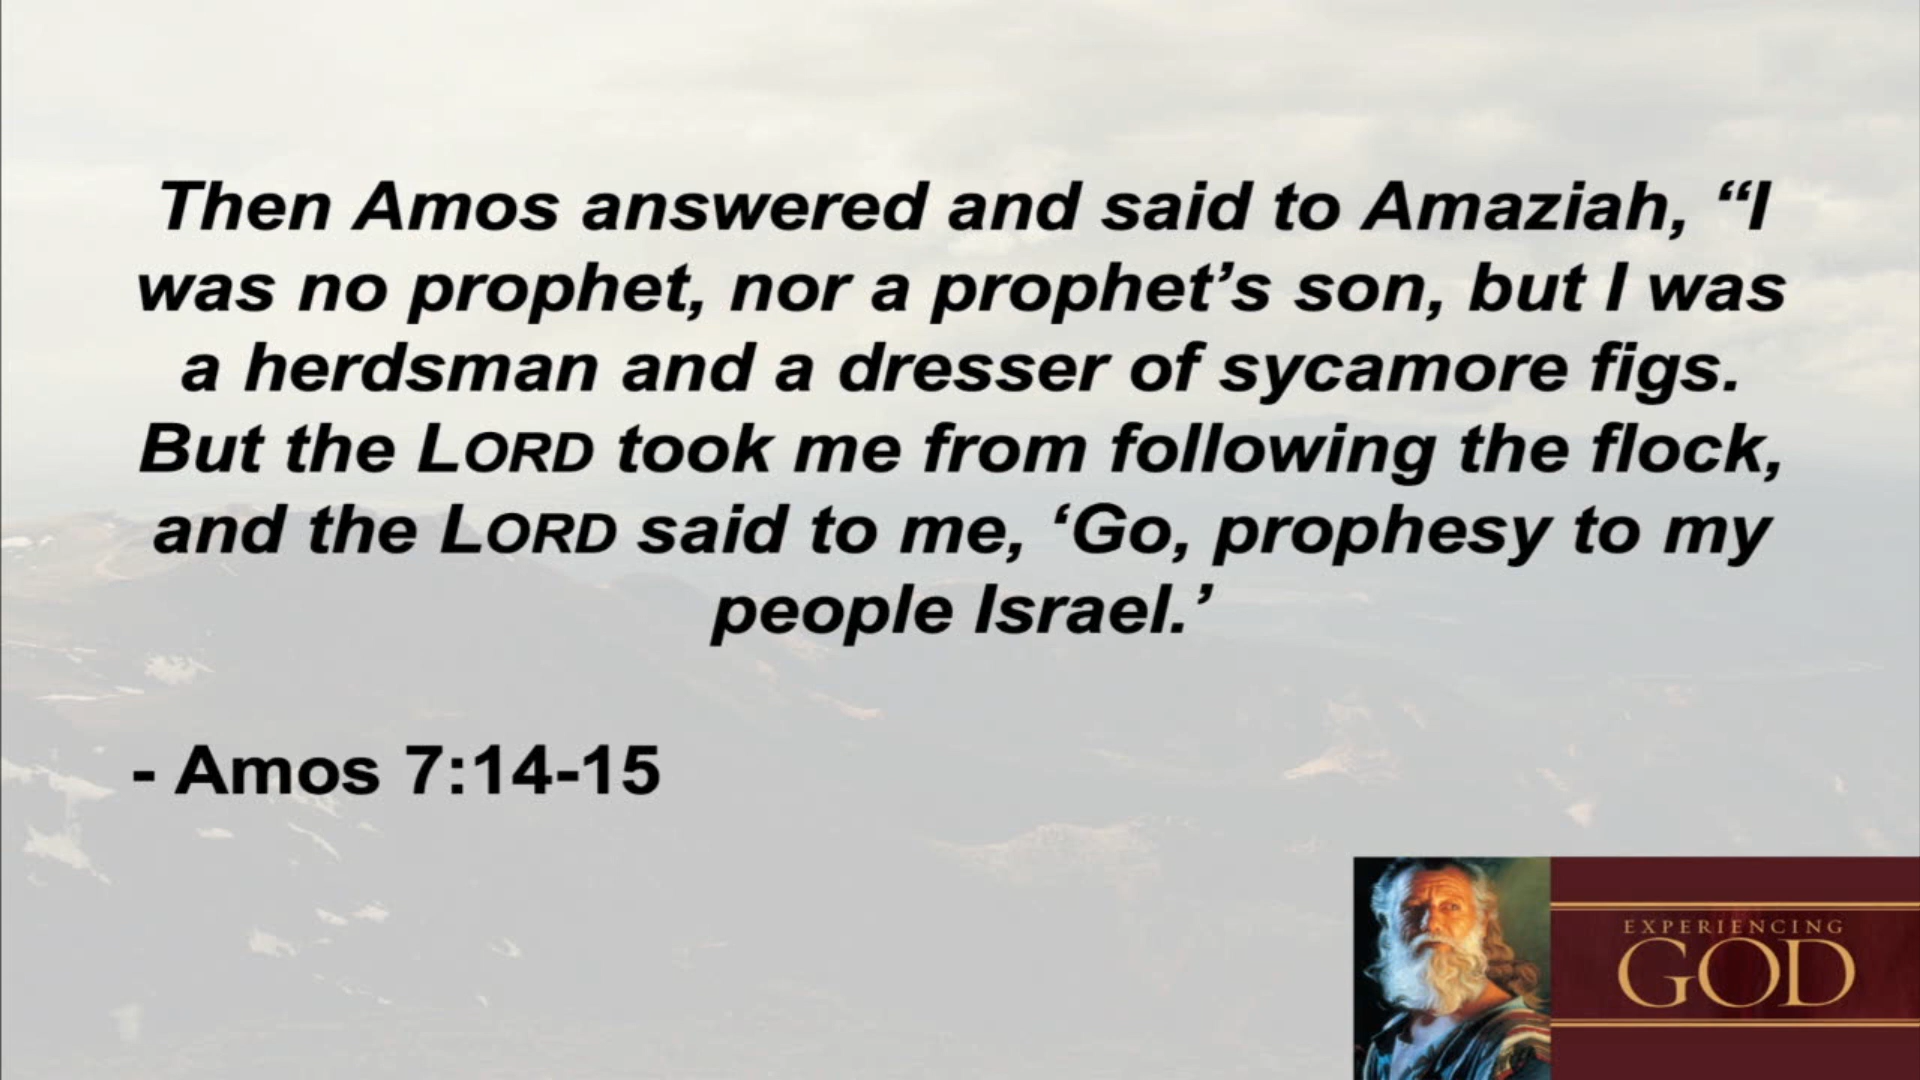 Then Amos answered and said to Amaziah, “I
was no prophet, nor a prophet’s son, but I was
a herdsman and a dresser of sycamore figs.
But the LORD took me from following the flock,
and the LORD said to me, ‘Go, prophesy to my
people Israel.’
- Amos 7:14-15
EXPERIENCING
GOD